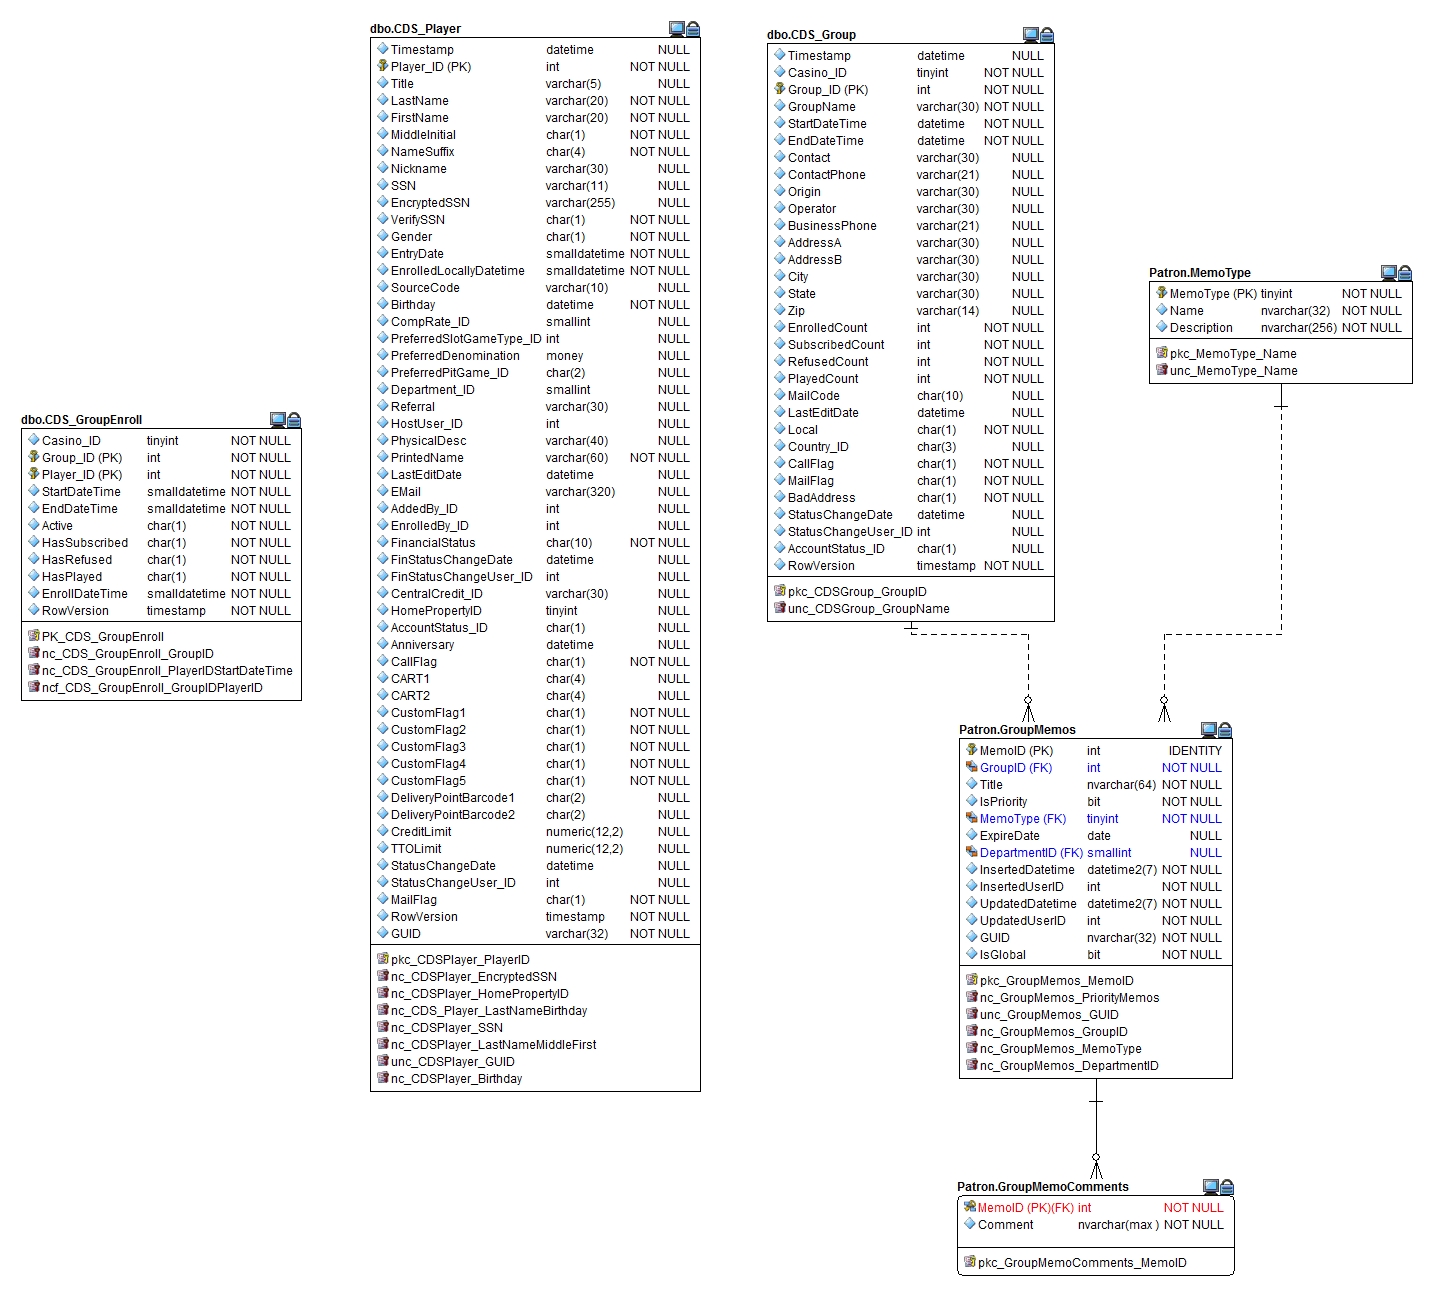 dbo.CDS_Player
Timestamp datetime NULL
Player_ID (PK) int NOT NULL
Title varchar(5) NULL
LastName varchar(20) NOT NULL
FirstName varchar(20) NOT NULL
MiddleInitial char(1) NOT NULL
NameSuffix char(4) NOT NULL
Nickname varchar(30) NULL
SSN varchar(11) NULL
EncryptedSSN varchar(255) NULL
VerifySSN char(1) NOT NULL
Gender char(1) NOT NULL
EntryDate smalldatetime NOT NULL
EnrolledLocallyDatetime smalldatetime NOT NULL
SourceCode varchar(10) NULL
Birthday datetime NOT NULL
CompRate_ID smallint NULL
PreferredSlotGameType_ID int NULL
PreferredDenomination money NULL
PreferredPitGame_ID char(2) NULL
Department_ID smallint NULL
Referral varchar(30) NULL
HostUser_ID int NULL
PhysicalDesc varchar(40) NULL
PrintedName varchar(60) NOT NULL
LastEditDate datetime NULL
EMail varchar(320) NULL
AddedBy_ID int NULL
EnrolledBy_ID int NULL
FinancialStatus char(10) NOT NULL
FinStatusChangeDate datetime NULL
FinStatusChangeUser_ID int NULL
CentralCredit_ID varchar(30) NULL
HomePropertyID tinyint NULL
AccountStatus_ID char(1) NULL
Anniversary datetime NULL
CallFlag char(1) NOT NULL
CART1 char(4) NULL
CART2 char(4) NULL
CustomFlag1 char(1) NOT NULL
CustomFlag2 char(1) NOT NULL
CustomFlag3 char(1) NOT NULL
CustomFlag4 char(1) NOT NULL
CustomFlag5 char(1) NOT NULL
DeliveryPointBarcode1 char(2) NULL
DeliveryPointBarcode2 char(2) NULL
CreditLimit numeric(12,2) NULL
TTOLimit numeric(12,2) NULL
StatusChangeDate datetime NULL
StatusChangeUser_ID int NULL
MailFlag char(1) NOT NULL
RowVersion timestamp NOT NULL
GUID varchar(32) NOT NULL
pkc_CDSPlayer_PlayerID
nc_CDSPlayer_EncryptedSSN
nc_CDSPlayer_HomePropertyID
nc_CDS_Player_LastNameBirthday
nc_CDSPlayer_SSN
nc_CDSPlayer_LastNameMiddleFirst
unc_CDSPlayer_GUID
nc_CDSPlayer_Birthday
dbo.CDS_Group
Timestamp datetime NULL
Casino_ID tinyint NOT NULL
Group_ID (PK) int NOT NULL
GroupName varchar(30) NOT NULL
StartDateTime datetime NOT NULL
EndDateTime datetime NOT NULL
Contact varchar(30) NULL
ContactPhone varchar(21) NULL
Origin varchar(30) NULL
Operator varchar(30) NULL
BusinessPhone varchar(21) NULL
AddressA varchar(30) NULL
AddressB varchar(30) NULL
City varchar(30) NULL
State varchar(30) NULL
Zip varchar(14) NULL
EnrolledCount int NOT NULL
SubscribedCount int NOT NULL
RefusedCount int NOT NULL
PlayedCount int NOT NULL
MailCode char(10) NULL
LastEditDate datetime NULL
Local char(1) NOT NULL
Country_ID char(3) NULL
CallFlag char(1) NOT NULL
MailFlag char(1) NOT NULL
BadAddress char(1) NOT NULL
StatusChangeDate datetime NULL
StatusChangeUser_ID int NULL
AccountStatus_ID char(1) NULL
RowVersion timestamp NOT NULL
pkc_CDSGroup_GroupID
unc_CDSGroup_GroupName
Patron.MemoType
MemoType (PK) tinyint NOT NULL
Name nvarchar(32) NOT NULL
Description nvarchar(256) NOT NULL
pkc_MemoType_Name
unc_MemoType_Name
dbo.CDS_GroupEnroll
Casino_ID tinyint NOT NULL
Group_ID (PK) int NOT NULL
Player_ID (PK) int NOT NULL
StartDateTime smalldatetime NOT NULL
EndDateTime smalldatetime NOT NULL
Active char(1) NOT NULL
HasSubscribed char(1) NOT NULL
HasRefused char(1) NOT NULL
HasPlayed char(1) NOT NULL
EnrollDateTime smalldatetime NOT NULL
RowVersion timestamp NOT NULL
PK_CDS_GroupEnroll
nc_CDS_GroupEnroll_GroupID
nc_CDS_GroupEnroll_PlayerIDStartDateTime
ncf_CDS_GroupEnroll_GroupIDPlayerID
Patron.GroupMemos
MemoID (PK) int IDENTITY
GroupID (FK) int NOT NULL
Title nvarchar(64) NOT NULL
IsPriority bit NOT NULL
MemoType (FK) tinyint NOT NULL
ExpireDate date NULL
DepartmentID (FK) smallint NULL
InsertedDatetime datetime2(7) NOT NULL
InsertedUserID int NOT NULL
UpdatedDatetime datetime2(7) NOT NULL
UpdatedUserID int NOT NULL
GUID nvarchar(32) NOT NULL
IsGlobal bit NOT NULL
pkc_GroupMemos_MemoID
nc_GroupMemos_PriorityMemos
unc_GroupMemos_GUID
nc_GroupMemos_GroupID
nc_GroupMemos_MemoType
nc_GroupMemos_DepartmentID
Patron.GroupMemoComments
MemoID (PK)(FK) int NOT NULL
Comment nvarchar(max ) NOT NULL
pkc_GroupMemoComments_MemoID